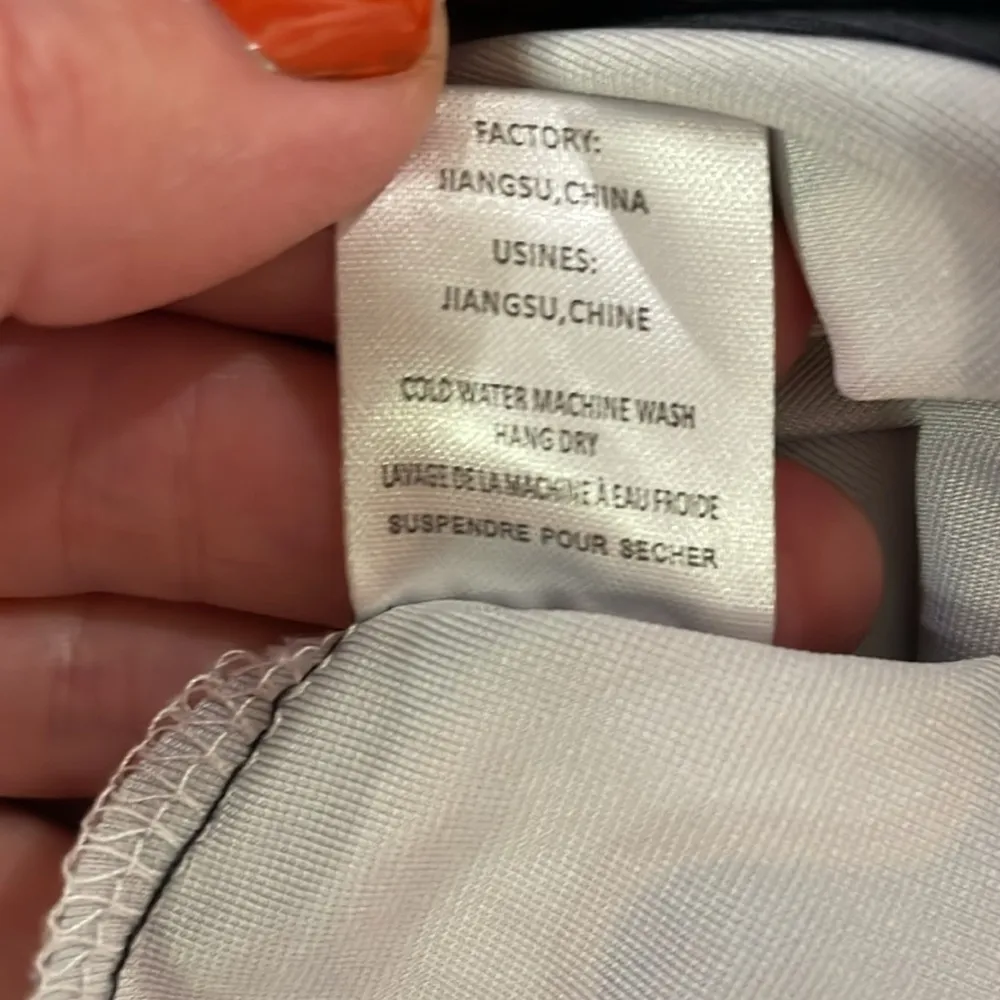 FACTORY:
JIANGSU,CHINA
USINES:
JIANGSU,CHINE
COLD WATER MACHINE WASH
HANG DRY
LAVAGE DE LA MACHINE À EAU FROIDE
SUSPENDRE POUR SECHER